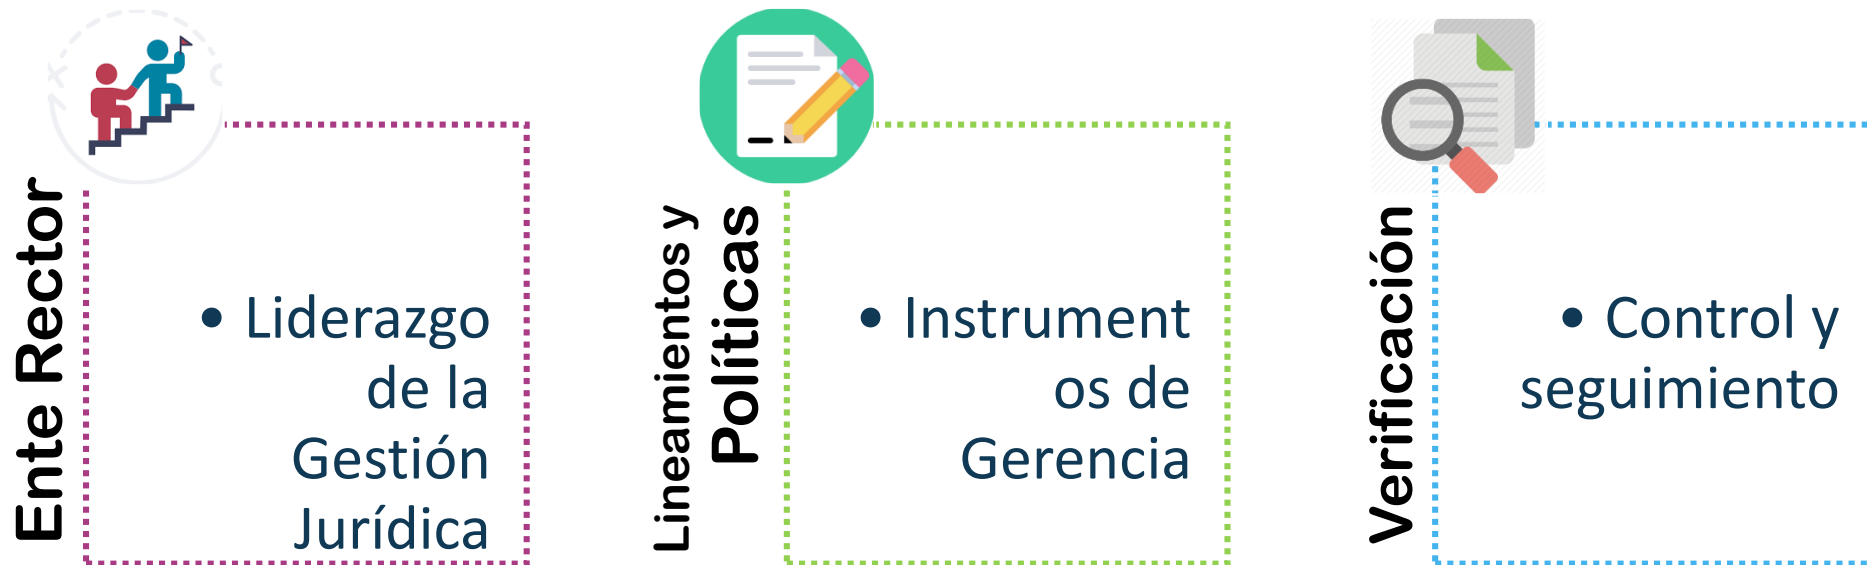 Ente Rector
• Liderazgo
de la
Gestión
Jurídica
Lineamientos y
Políticas
• Instrument
os de
Gerencia
Verificación
• Control y
seguimiento